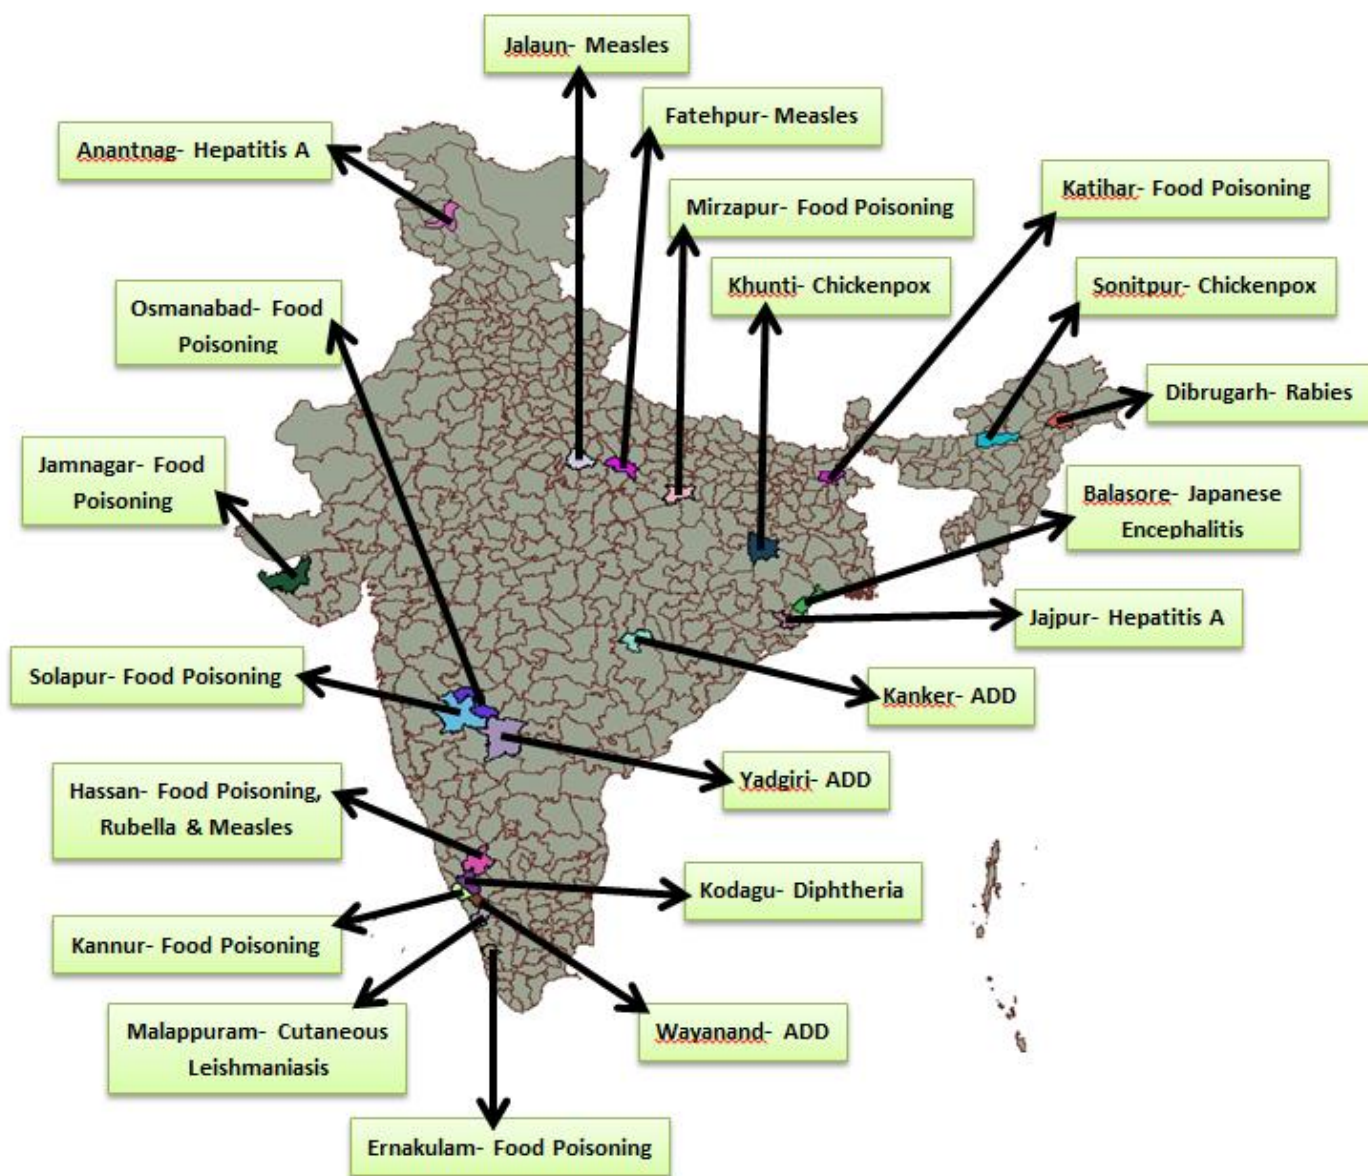 Jalaun- Measles
Fatehpur- Measles
Anantnag- Hepatitis A
Katihar- Food Poisoning
Mirzapur- Food Poisoning
Khunti- Chickenpox
Sonitpur- Chickenpox
Osmanabad- Food
Poisoning
Dibrugarh- Rabies
Jamnagar- Food
Poisoning
Balasore- Japanese
Encephalitis
Jajpur- Hepatitis A
Solapur- Food Poisoning
Kanker- ADD
Yadgiri- ADD
Hassan- Food Poisoning,
Rubella & Measles
Kodagu- Diphtheria
Kannur- Food Poisoning
Malappuram- Cutaneous
Leishmaniasis
Wayanand- ADD
Ernakulam- Food Poisoning